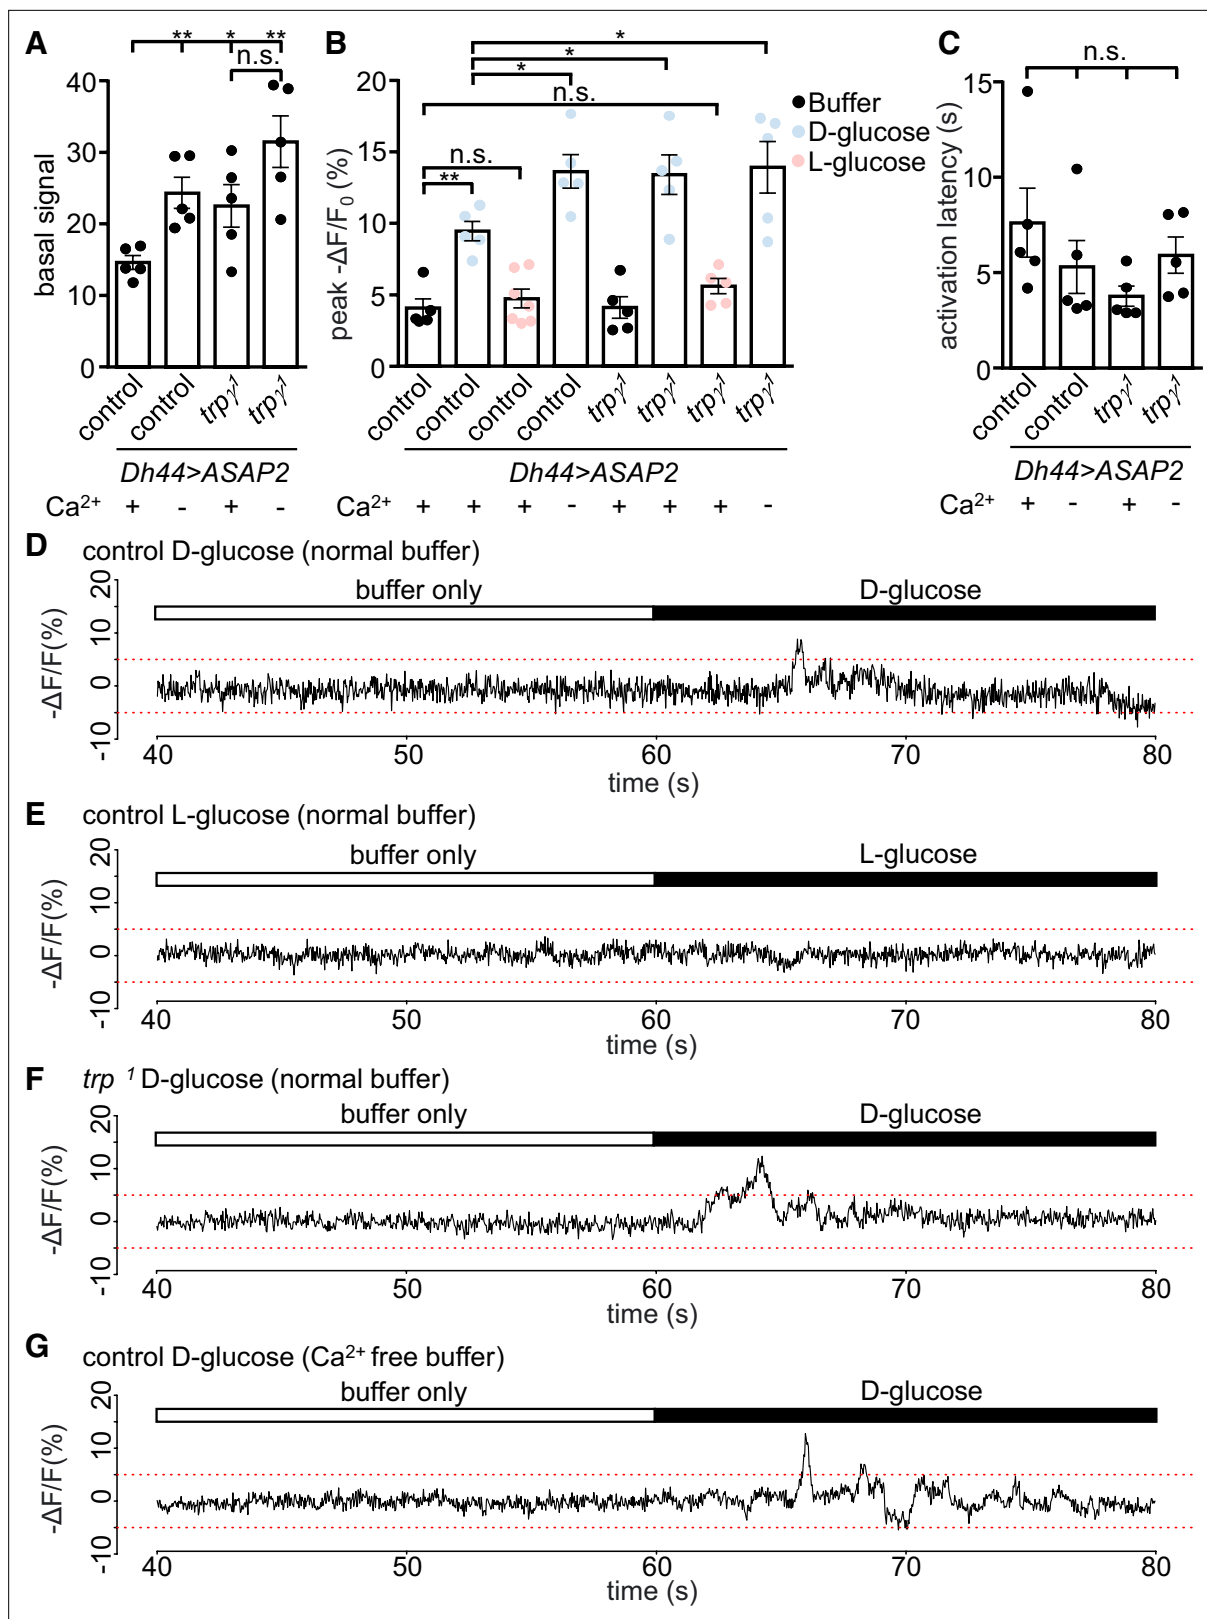 A
** * **
n.s.
basal signal
40
30
20
10
0
control control trpγ¹ trpγ¹
Dh44>ASAP2
Ca²⁺ + - + -
B
*
*
*
n.s.
n.s.
**
peak -ΔF/F₀ (%)
20
15
10
5
0
Buffer
D-glucose
L-glucose
control control control control trpγ¹ trpγ¹ trpγ¹ trpγ¹
Dh44>ASAP2
Ca²⁺ + + + - + + + -
C
n.s.
activation latency (s)
15
10
5
0
control control trpγ¹ trpγ¹
Dh44>ASAP2
+ - + -
D control D-glucose (normal buffer)
buffer only D-glucose
-ΔF/F(%)
20
10
0
-10
40 50 60 70 80
time (s)
E control L-glucose (normal buffer)
buffer only L-glucose
-ΔF/F(%)
20
10
0
-10
40 50 60 70 80
time (s)
F trp ¹ D-glucose (normal buffer)
buffer only D-glucose
-ΔF/F(%)
20
10
0
-10
40 50 60 70 80
time (s)
G control D-glucose (Ca²⁺ free buffer)
buffer only D-glucose
-ΔF/F(%)
20
10
0
-10
40 50 60 70 80
time (s)